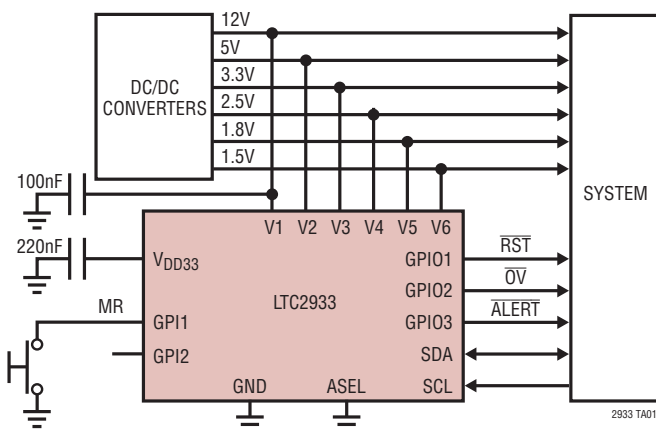 12V
5V
3.3V
2.5V
1.8V
1.5V
DC/DC
CONVERTERS
SYSTEM
100nF
220nF
V1 V2 V3 V4 V5 V6
VDD33
GPIO1
RST
GPIO2
OV
LTC2933
MR
GPI1
GPIO3
ALERT
GPI2
SDA
GND
ASEL
SCL
2933 TA01